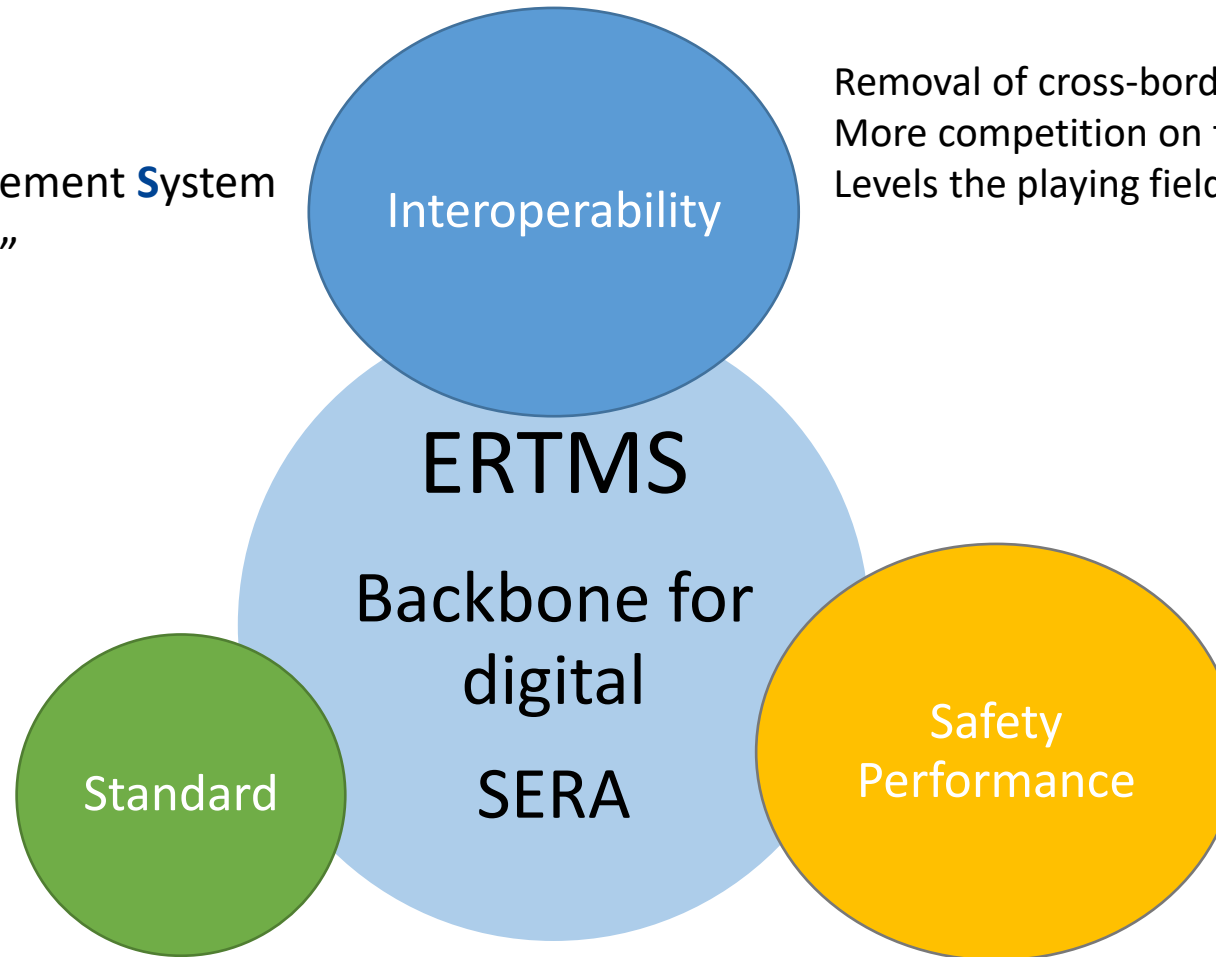 Removal of cross-bord
More competition on
Levels the playing field
ement System
”
Interoperability
ERTMS
Backbone for
digital
SERA
Safety
Performance
Standard